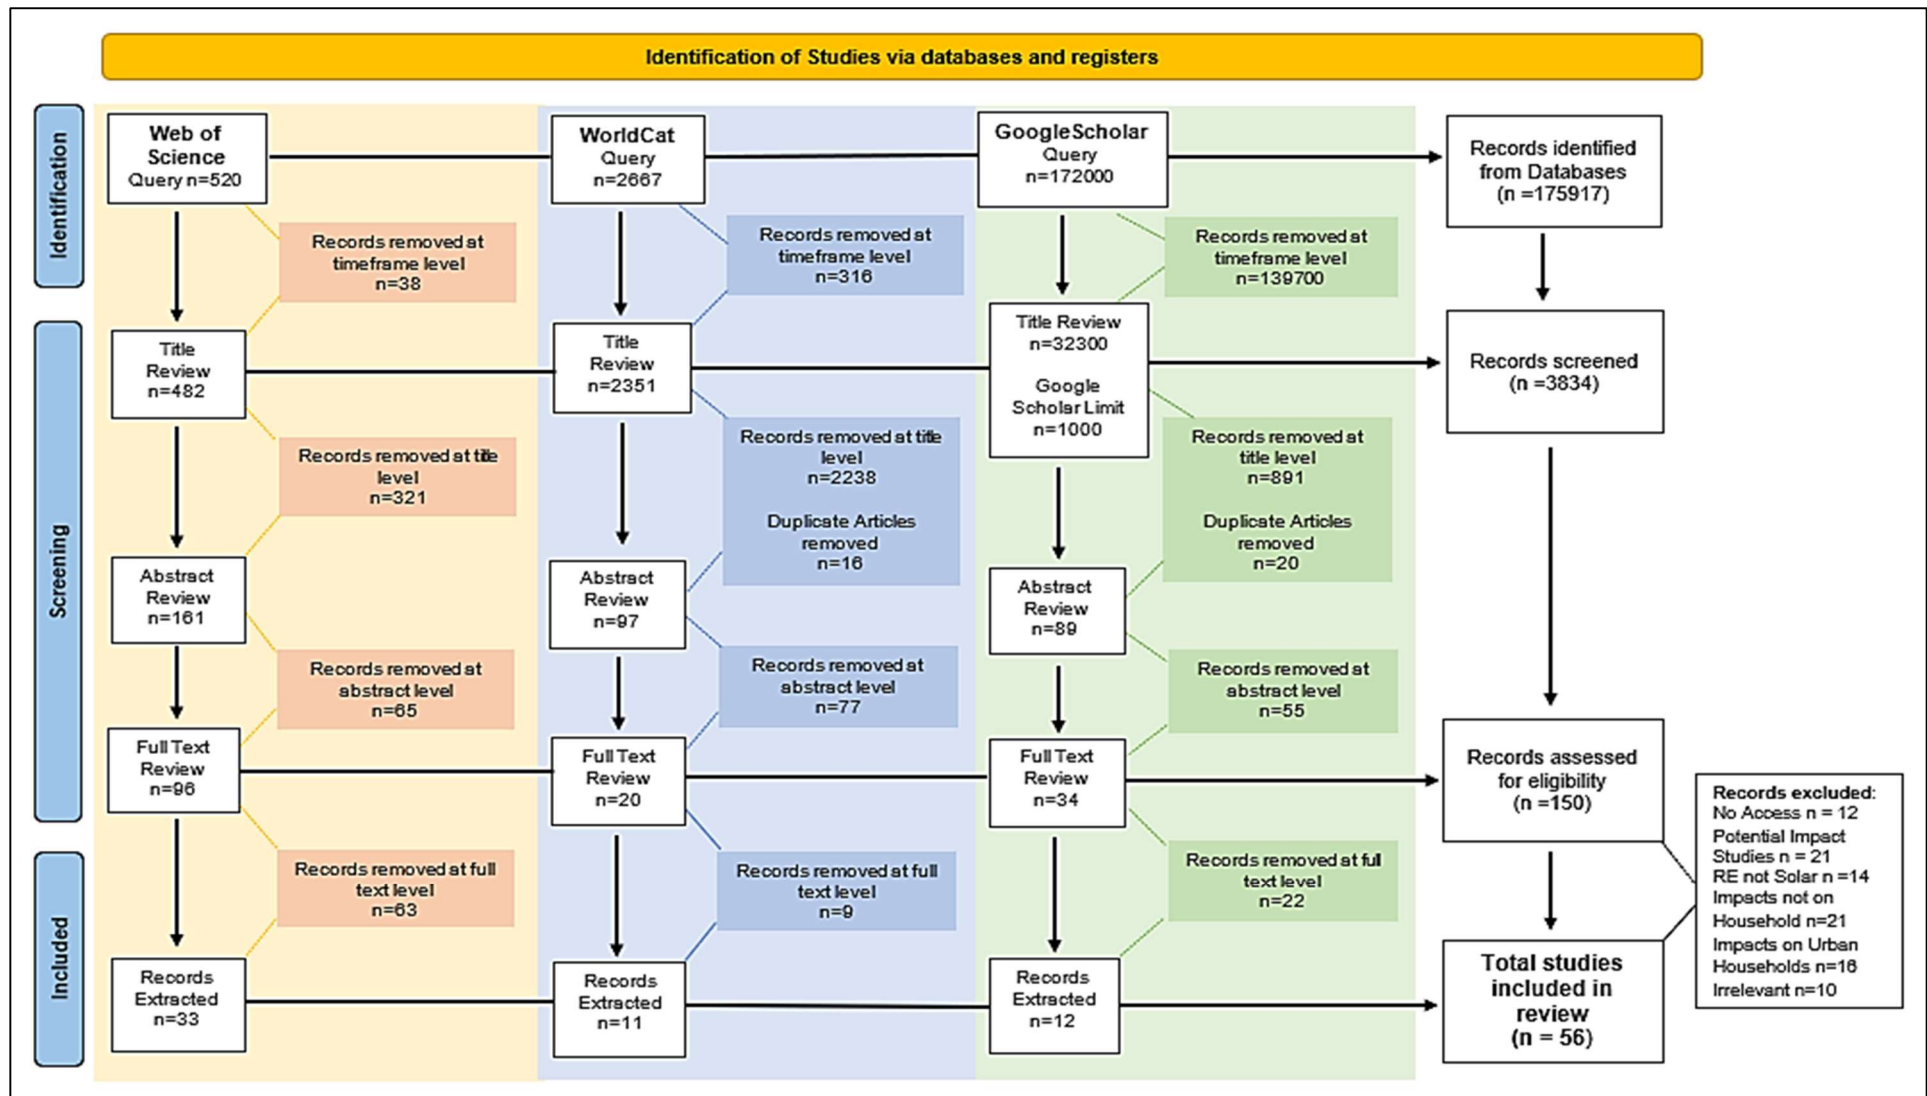 Identification of Studies via databases and registers
Identification
Web of
Science
Query n=520
WorldCat
Query
n=2667
GoogleScholar
Query
n=172000
Records identified
from Databases
(n =175917)
Records removed at
timeframe level
n=38
Records removed at
timeframe level
n=316
Records removed at
timeframe level
n=139700
Screening
Title
Review
n=482
Title
Review
n=2351
Title Review
n=32300
Google
Scholar Limit
n=1000
Records screened
(n =3834)
Records removed at title
level
n=321
Records removed at title
level
n=2238
Duplicate Articles
removed
n=16
Records removed at
title level
n=891
Duplicate Articles
removed
n=20
Abstract
Review
n=161
Abstract
Review
n=97
Abstract
Review
n=89
Records removed at
abstract level
n=65
Records removed at
abstract level
n=77
Records removed at
abstract level
n=55
Full Text
Review
n=96
Full Text
Review
n=20
Full Text
Review
n=34
Records assessed
for eligibility
(n =150)
Records excluded:
No Access n = 12
Potential Impact
Studies n = 21
RE not Solar n =14
Impacts not on
Household n=21
Impacts on Urban
Households n=16
Irrelevant n=10
Included
Records removed at full
text level
n=63
Records removed at full
text level
n=9
Records removed at full
text level
n=22
Records
Extracted
n=33
Records
Extracted
n=11
Records
Extracted
n=12
Total studies
included in
review
(n = 56)